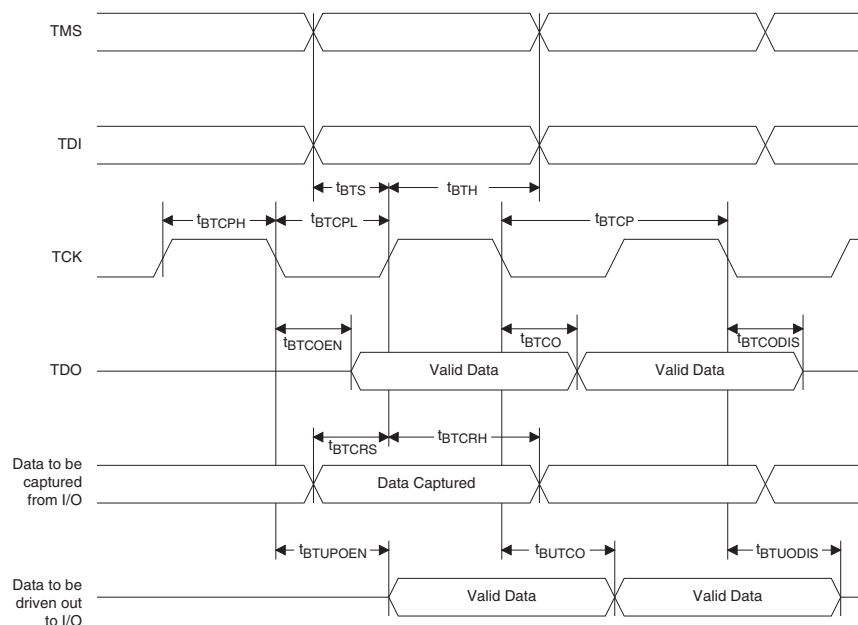 TMS
TDI
tBTS
tBTH
tBTCPH
tBTCPL
tBTCP
TCK
tBTCOEN
tBTCO
tBTCODIS
TDO
Valid Data
Valid Data
tBTCRS
tBTCRH
Data to be
captured
from I/O
Data Captured
tBTUPOEN
tBUTCO
tBTUODIS
Data to be
driven out
to I/O
Valid Data
Valid Data